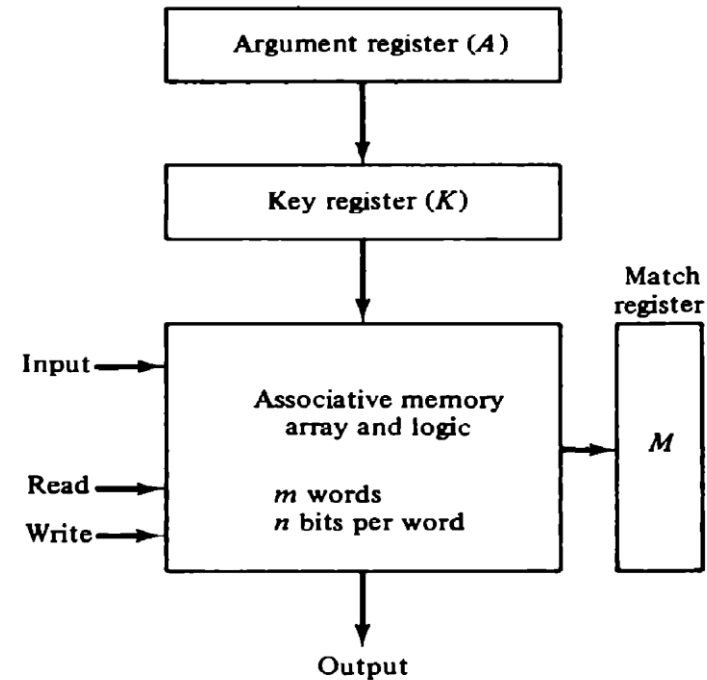 Argument register (A)
Key register (K)
Match
register
Input
Associative memory
array and logic
M
Read
m words
n bits per word
Write
Output